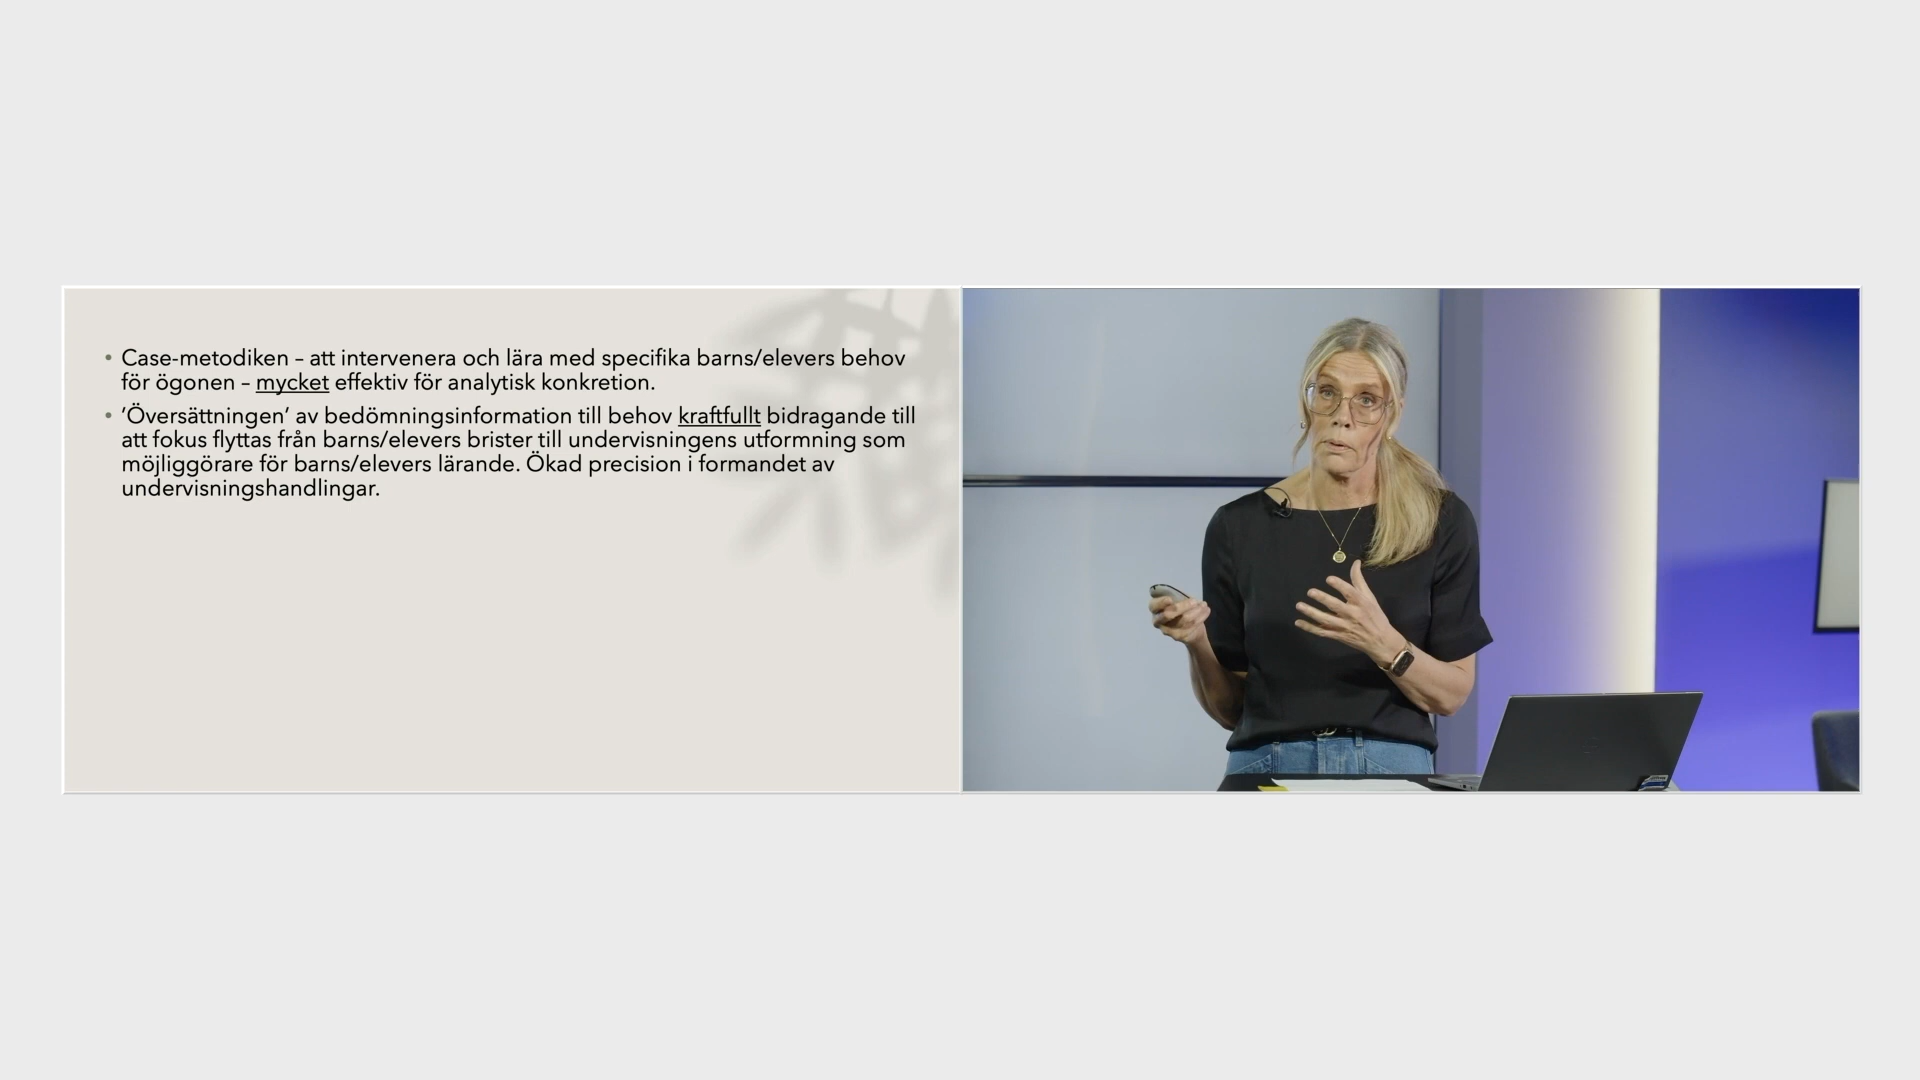 • Case-metodiken – att intervenera och lära med specifika barns/elevers behov
för ögonen – mycket effektiv för analytisk konkretion.
• ’Översättningen’ av bedömningsinformation till behov kraftfullt bidragande till
att fokus flyttas från barns/elevers brister till undervisningens utformning som
möjliggörare för barns/elevers lärande. Ökad precision i formandet av
undervisningshandlingar.